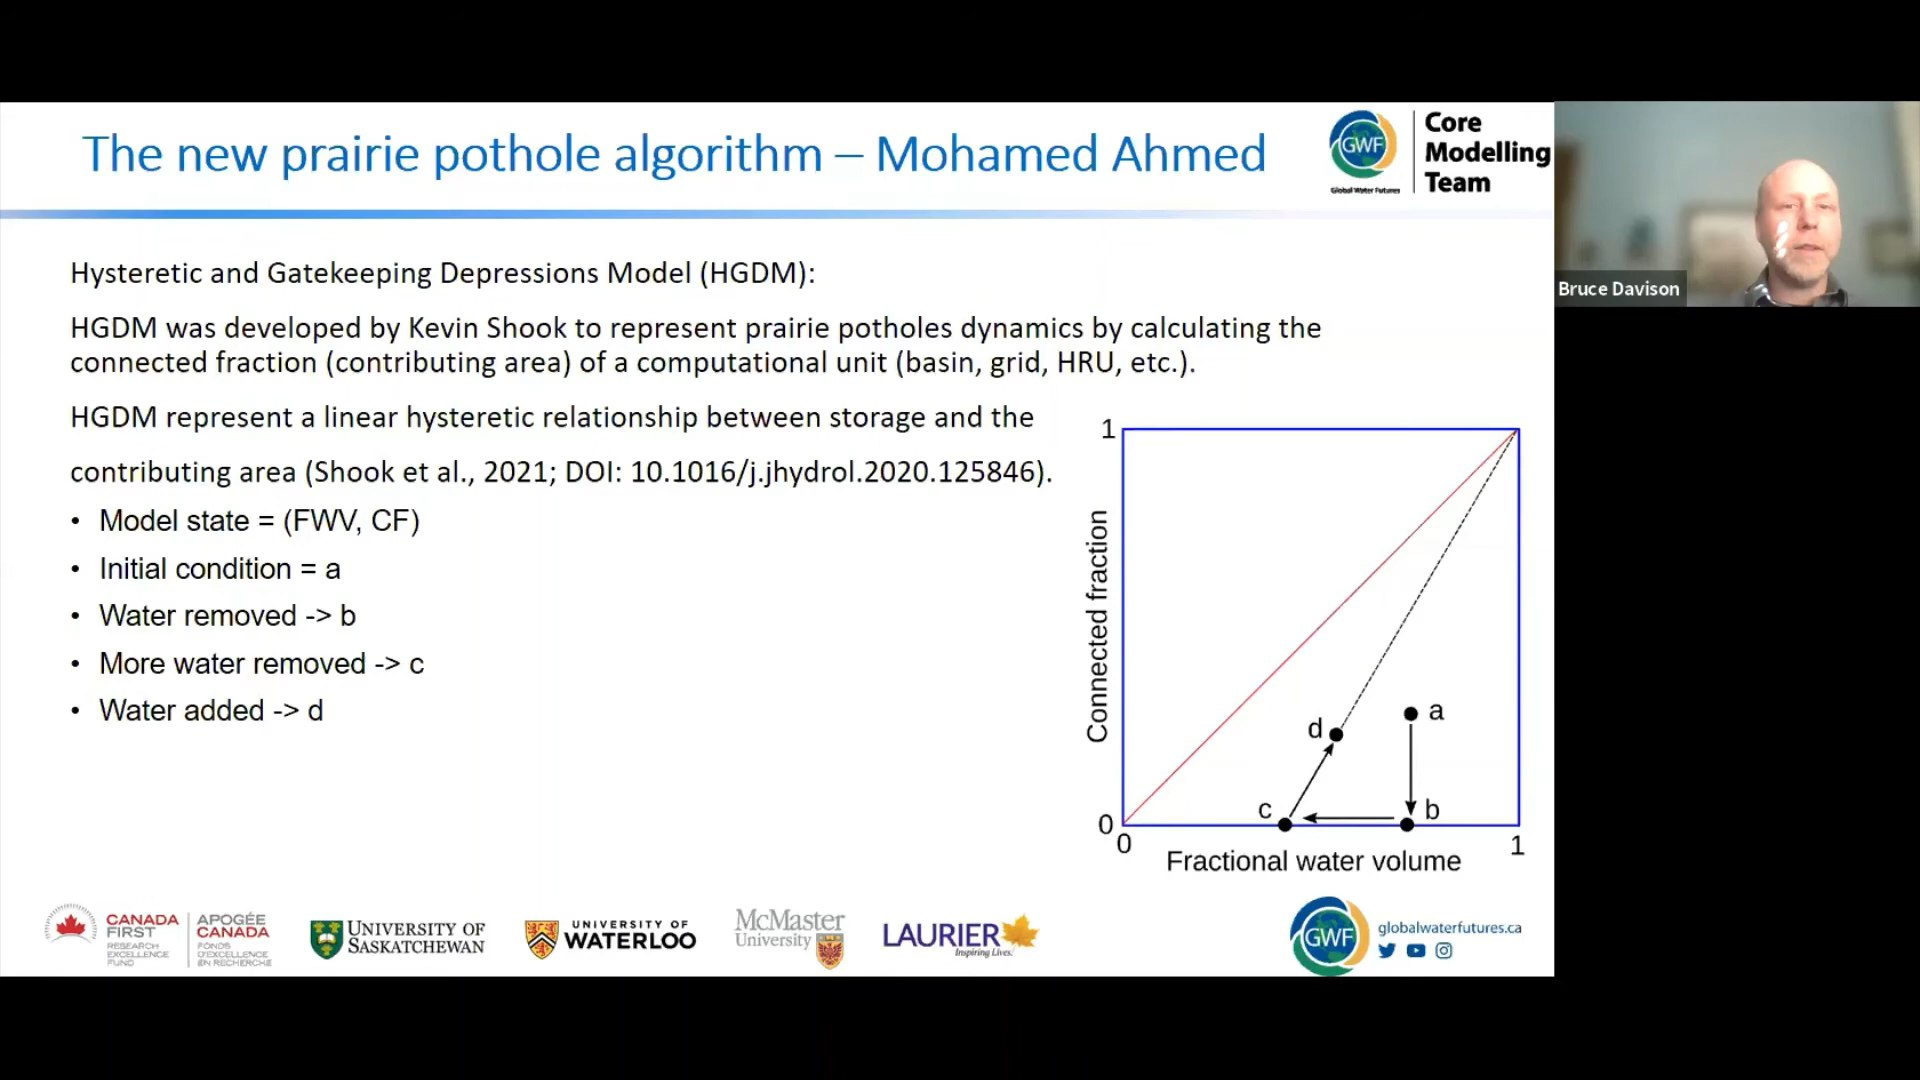 The new prairie pothole algorithm – Mohamed Ahmed
GWF
Global Water Futures
Core
Modelling
Team
Bruce Davison
Hysteretic and Gatekeeping Depressions Model (HGDM):
HGDM was developed by Kevin Shook to represent prairie potholes dynamics by calculating the
connected fraction (contributing area) of a computational unit (basin, grid, HRU, etc.).
HGDM represent a linear hysteretic relationship between storage and the
contributing area (Shook et al., 2021; DOI: 10.1016/j.jhydrol.2020.125846).
• Model state = (FWV, CF)
• Initial condition = a
• Water removed -> b
• More water removed -> c
• Water added -> d
1
Connected fraction
d
a
c
b
0
0
1
Fractional water volume
CANADA
FIRST
RESEARCH
EXCELLENCE
FUND
APOGÉE
CANADA
FONDS
D'EXCELLENCE
EN RECHERCHE
UNIVERSITY OF
SASKATCHEWAN
UNIVERSITY OF
WATERLOO
McMaster
University
LAURIER
Inspiring Lives.
GWF
globalwaterfutures.ca